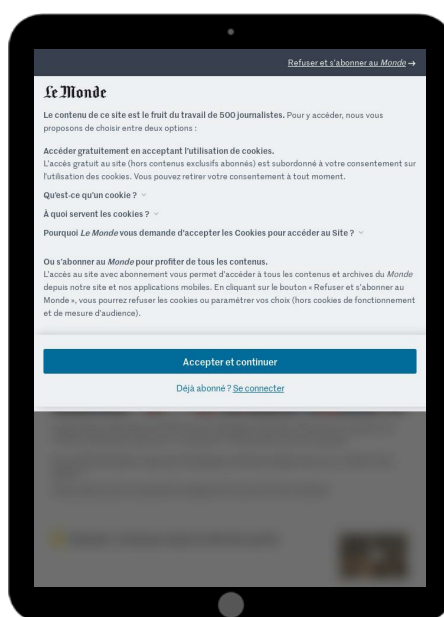 Refuser et s'abonner au Monde →
Le Monde
Le contenu de ce site est le fruit du travail de 500 journalistes. Pour y accéder, nous vous
proposons de choisir entre deux options :
Accéder gratuitement en acceptant l'utilisation de cookies.
L'accès gratuit au site (hors contenus exclusifs abonnés) est subordonné à votre consentement sur
l'utilisation des cookies. Vous pouvez retirer votre consentement à tout moment.
Qu'est-ce qu'un cookie ?
À quoi servent les cookies ?
Pourquoi Le Monde vous demande d'accepter les Cookies pour accéder au Site ?
Ou s'abonner au Monde pour profiter de tous les contenus.
L'accès au site avec abonnement vous permet d'accéder à tous les contenus et archives du Monde
depuis notre site et nos applications mobiles. En cliquant sur le bouton « Refuser et s'abonner au
Monde », vous pourrez refuser les cookies ou paramétrer vos choix (hors cookies de fonctionnement
et de mesure d'audience).
Accepter et continuer
Déjà abonné ? Se connecter